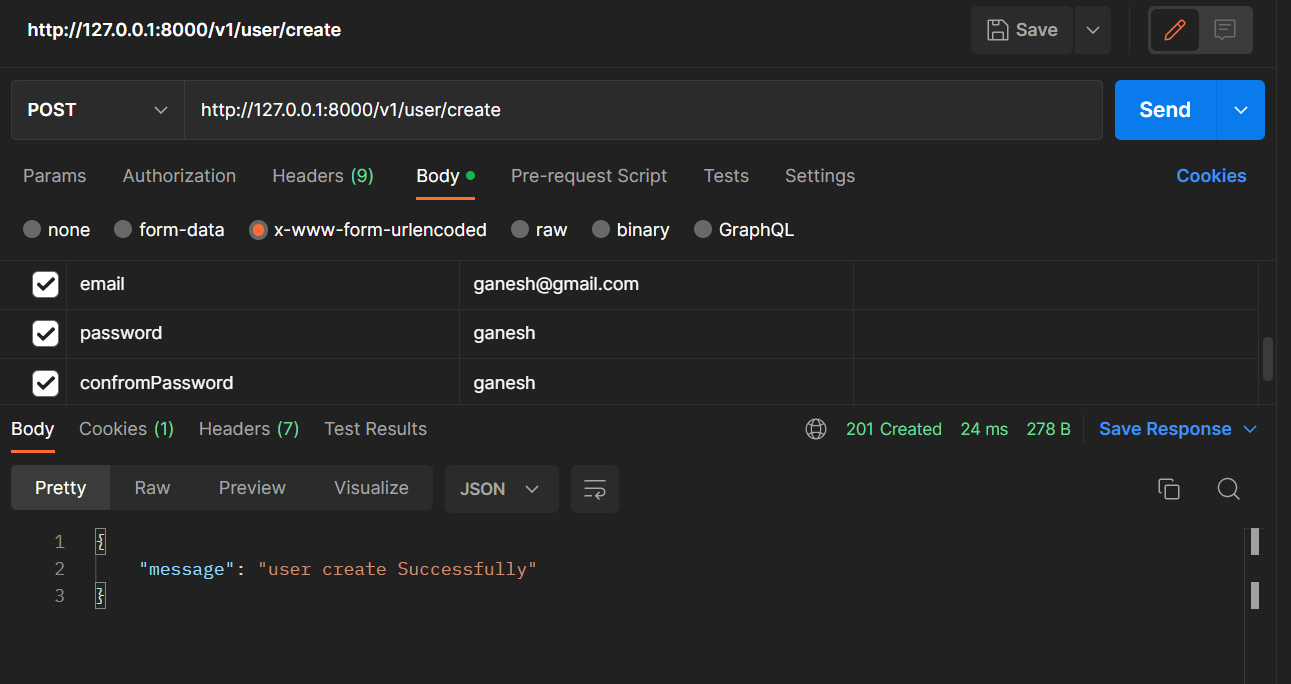 http://127.0.0.1:8000/v1/user/create
Save
POST
http://127.0.0.1:8000/v1/user/create
Send
Params Authorization Headers (9) Body Pre-request Script Tests Settings Cookies
none form-data x-www-form-urlencoded raw binary GraphQL
email ganesh@gmail.com
password ganesh
confromPassword ganesh
Body Cookies (1) Headers (7) Test Results 201 Created 24 ms 278 B Save Response
Pretty Raw Preview Visualize JSON
1 {
2 "message": "user create Successfully"
3 }